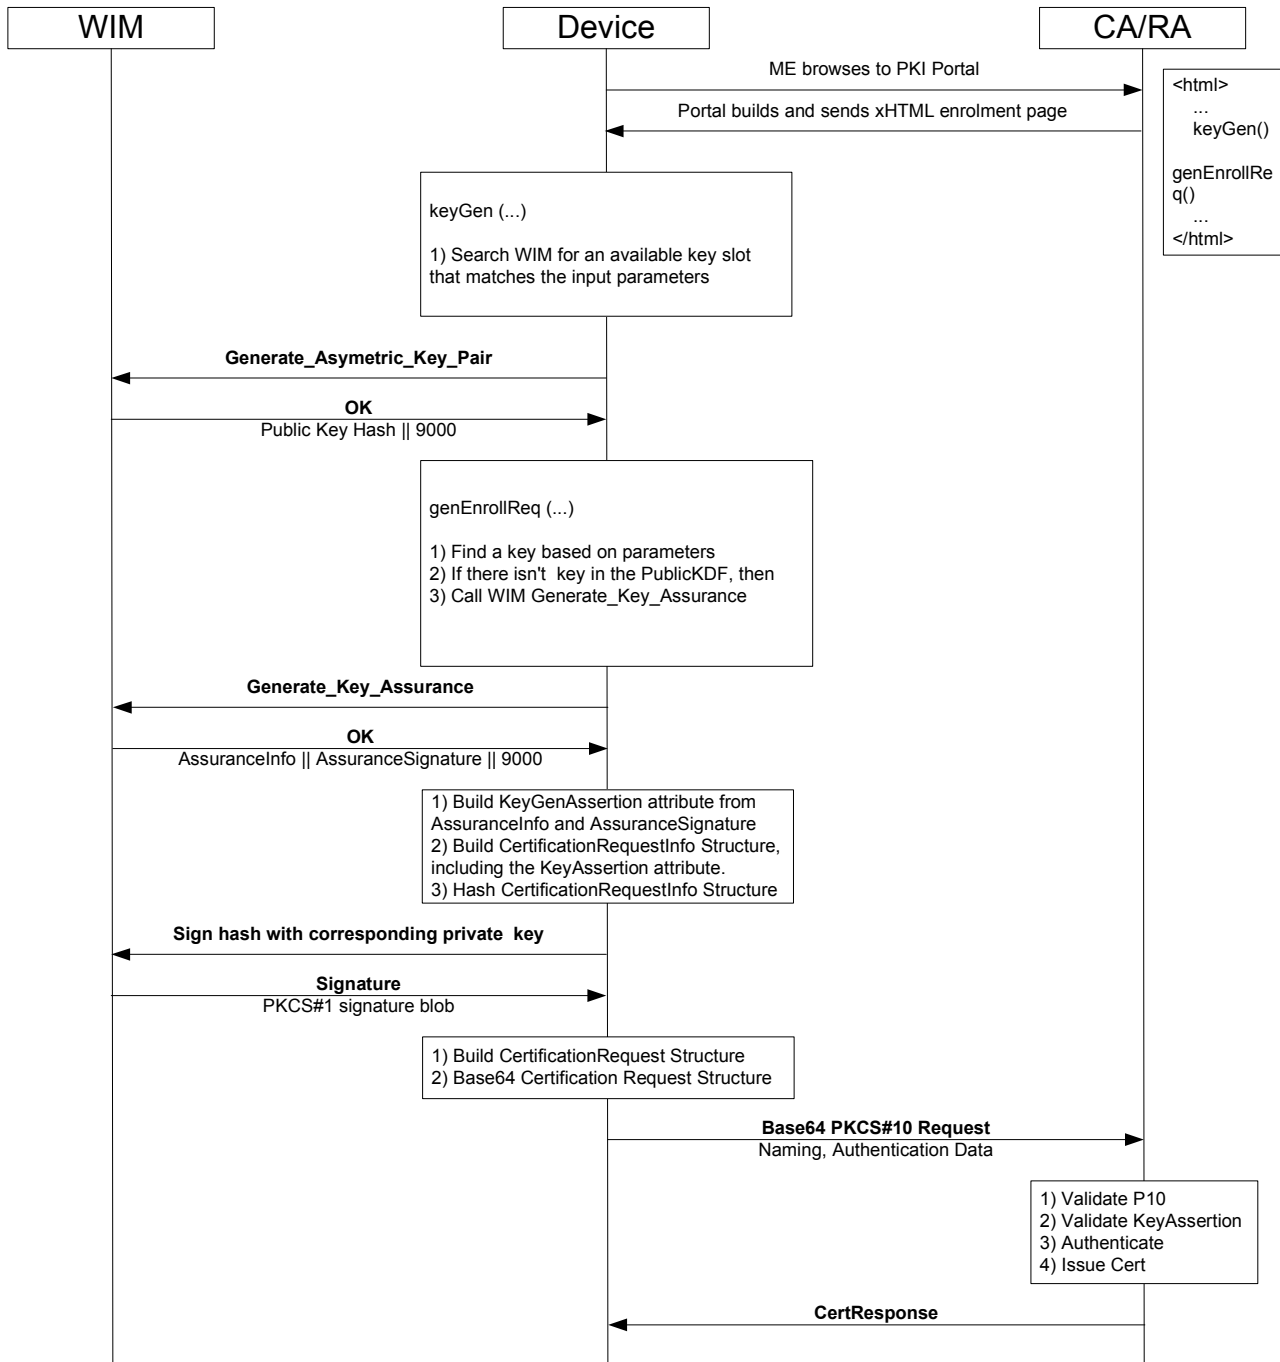 WIM
Device
CA/RA
ME browses to PKI Portal
Portal builds and sends xHTML enrolment page
<html>
...
keyGen()
genEnrollRe
q()
...
</html>
keyGen (...)
1) Search WIM for an available key slot
that matches the input parameters
Generate_Asymetric_Key_Pair
OK
Public Key Hash || 9000
genEnrollReq (...)
1) Find a key based on parameters
2) If there isn't  key in the PublicKDF, then
3) Call WIM Generate_Key_Assurance
Generate_Key_Assurance
OK
AssuranceInfo || AssuranceSignature || 9000
1) Build KeyGenAssertion attribute from
AssuranceInfo and AssuranceSignature
2) Build CertificationRequestInfo Structure,
including the KeyAssertion attribute.
3) Hash CertificationRequestInfo Structure
Sign hash with corresponding private  key
Signature
PKCS#1 signature blob
1) Build CertificationRequest Structure
2) Base64 Certification Request Structure
Base64 PKCS#10 Request
Naming, Authentication Data
1) Validate P10
2) Validate KeyAssertion
3) Authenticate
4) Issue Cert
CertResponse